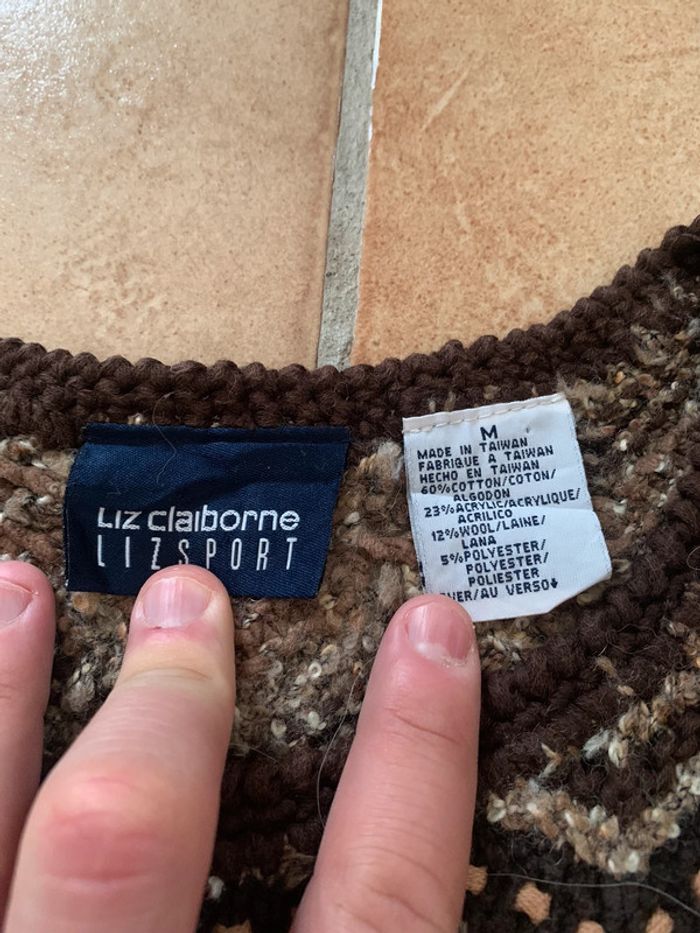 Liz claiborne
LIZSPORT
M
MADE IN TAIWAN
FABRIQUE A TAIWAN
HECHO EN TAIWAN
60%COTTON/COTON/
ALGODON
23%ACRYLIC/ACRYLIQUE/
ACRILICO
12%WOOL/LAINE/
LANA
5%POLYESTER/
POLYESTER/
POLIESTER
AU VERSO↓